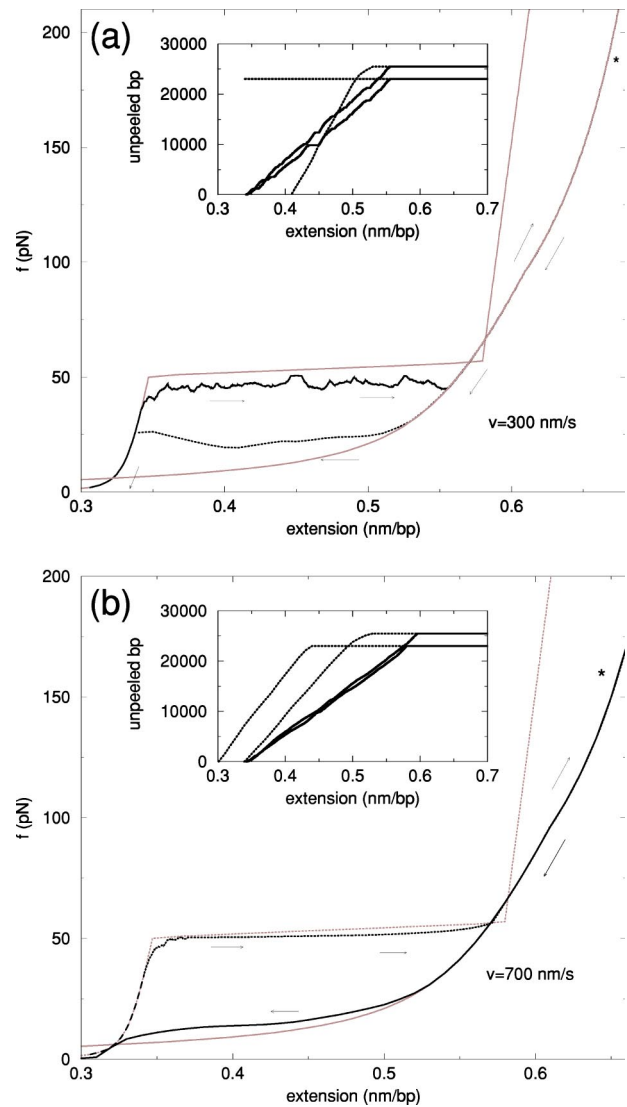 (a)
200
150
100
50
0
f (pN)
30000
20000
10000
0
unpeeled bp
0.3 0.4 0.5 0.6 0.7
extension (nm/bp)
*
v=300 nm/s
0.3 0.4 0.5 0.6
extension (nm/bp)
(b)
200
150
100
50
0
f (pN)
30000
20000
10000
0
unpeeled bp
0.3 0.4 0.5 0.6 0.7
extension (nm/bp)
*
v=700 nm/s
0.3 0.4 0.5 0.6
extension (nm/bp)